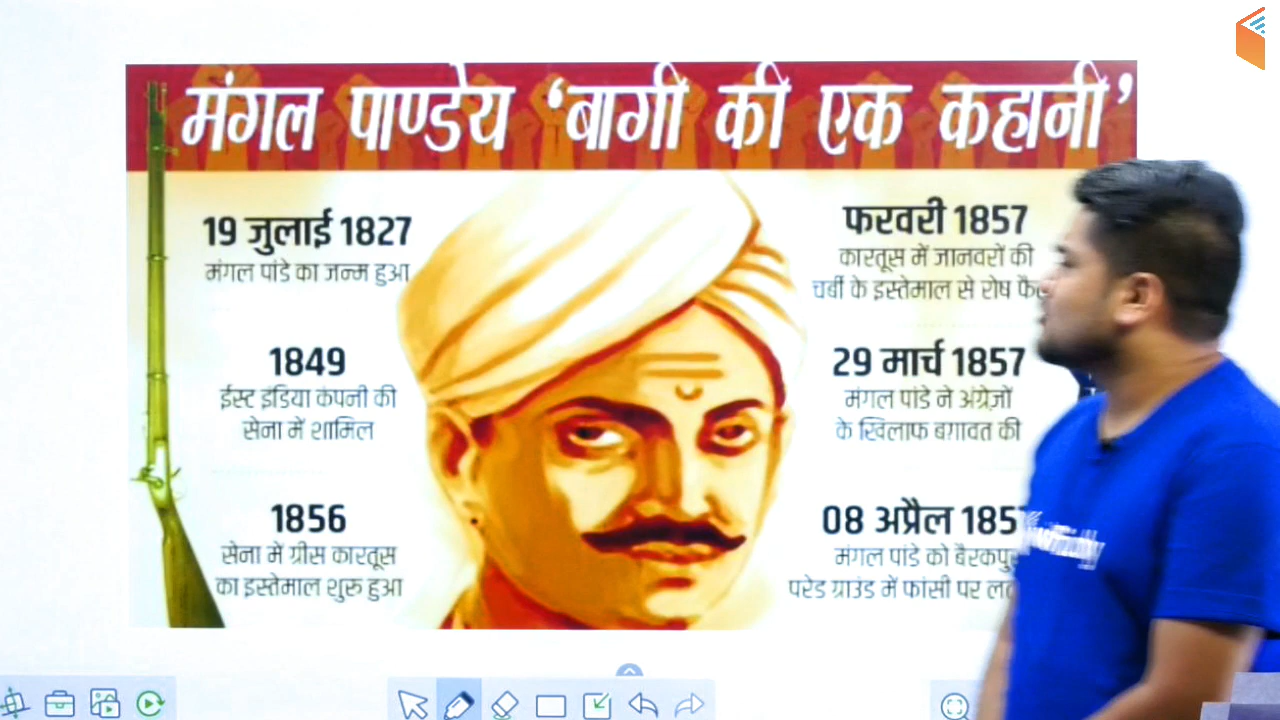 मंगल पाण्डेय ‘बागी की एक कहानी’
19 जुलाई 1827
मंगल पांडे का जन्म हुआ
1849
ईस्ट इंडिया कंपनी की
सेना में शामिल
1856
सेना में ग्रीस कारतूस
का इस्तेमाल शुरु हुआ
फरवरी 1857
कारतूस में जानवरों की
चर्बी के इस्तेमाल से रोष
29 मार्च 1857
मंगल पांडे ने अंग्रेज़ों
के खिलाफ बग़ावत की
08 अप्रैल
मंगल पांडे को
परेड ग्राउंड में फांसी पर